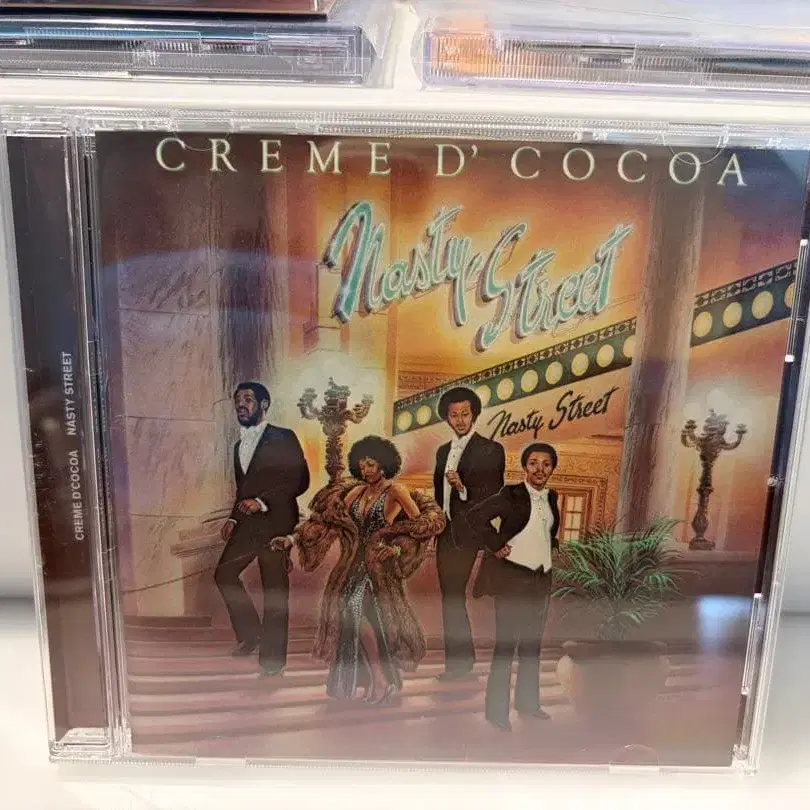 CREME D' COCOA
Nasty Street
Nasty Street
CREME D'COCOA NASTY STREET